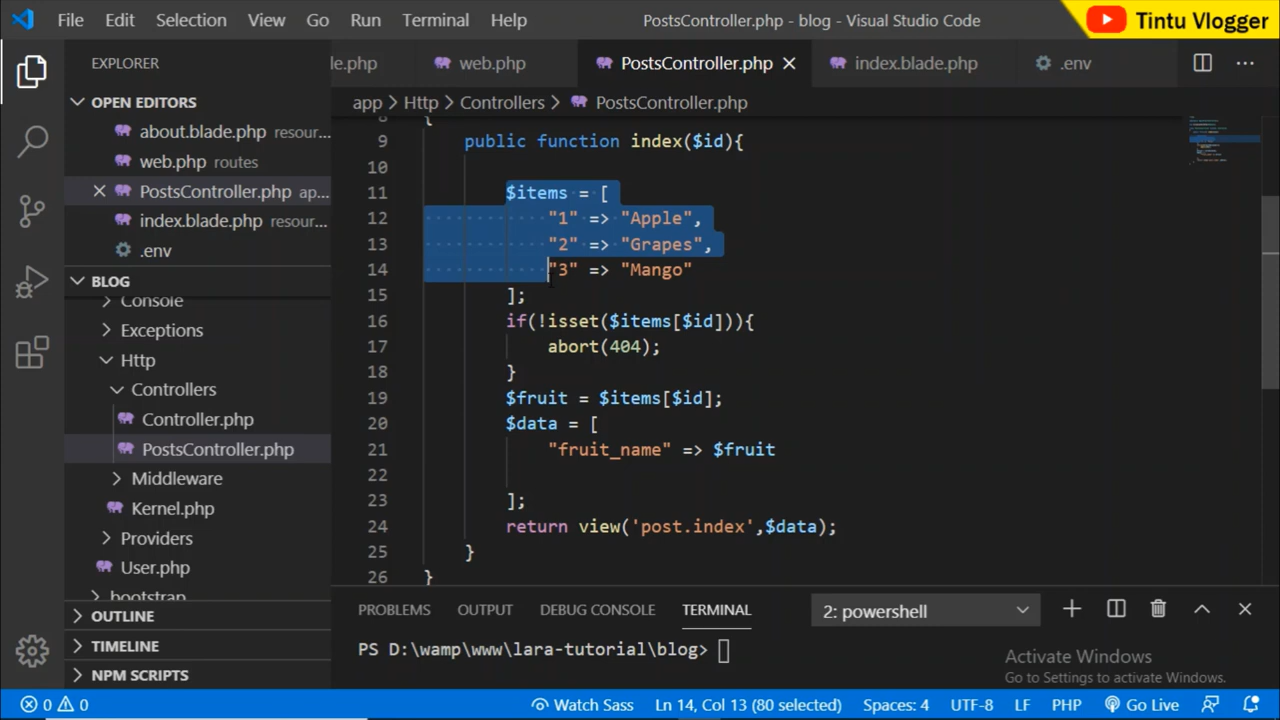 File Edit Selection View Go Run Terminal Help PostsController.php - blog - Visual Studio Code Tintu Vlogger
EXPLORER
le.php web.php PostsController.php index.blade.php .env
OPEN EDITORS
app Http Controllers PostsController.php
about.blade.php resour...
web.php routes
PostsController.php ap...
index.blade.php resour...
.env
BLOG
Console
Exceptions
Http
Controllers
Controller.php
PostsController.php
Middleware
Kernel.php
Providers
User.php
bootstrap
OUTLINE
TIMELINE
NPM SCRIPTS
8 {
9 public function index($id){
10
11 $items = [
12 "1" => "Apple",
13 "2" => "Grapes",
14 "3" => "Mango"
15 ];
16 if(!isset($items[$id])){
17 abort(404);
18 }
19 $fruit = $items[$id];
20 $data = [
21 "fruit_name" => $fruit
22
23 ];
24 return view('post.index',$data);
25 }
26 }
PROBLEMS OUTPUT DEBUG CONSOLE TERMINAL 2: powershell
PS D:\wamp\www\lara-tutorial\blog>
Activate Windows
Go to Settings to activate Windows.
0 0 Watch Sass Ln 14, Col 13 (80 selected) Spaces: 4 UTF-8 LF PHP Go Live